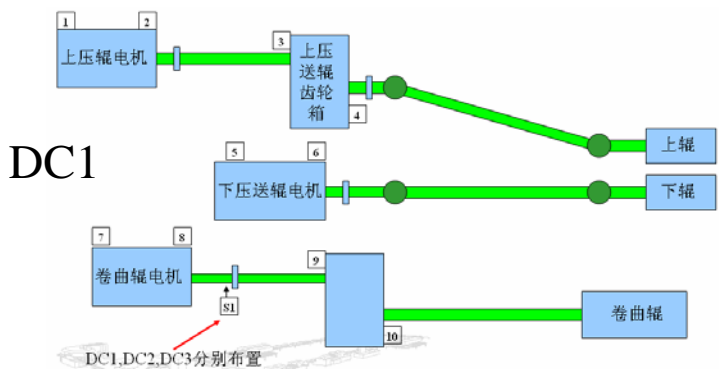 1
2
上压辊电机
3
上压
送辊
齿轮
箱
4
上辊
DC1
5
6
下压送辊电机
下辊
7
8
卷曲辊电机
9
S1
10
卷曲辊
DC1,DC2,DC3分别布置